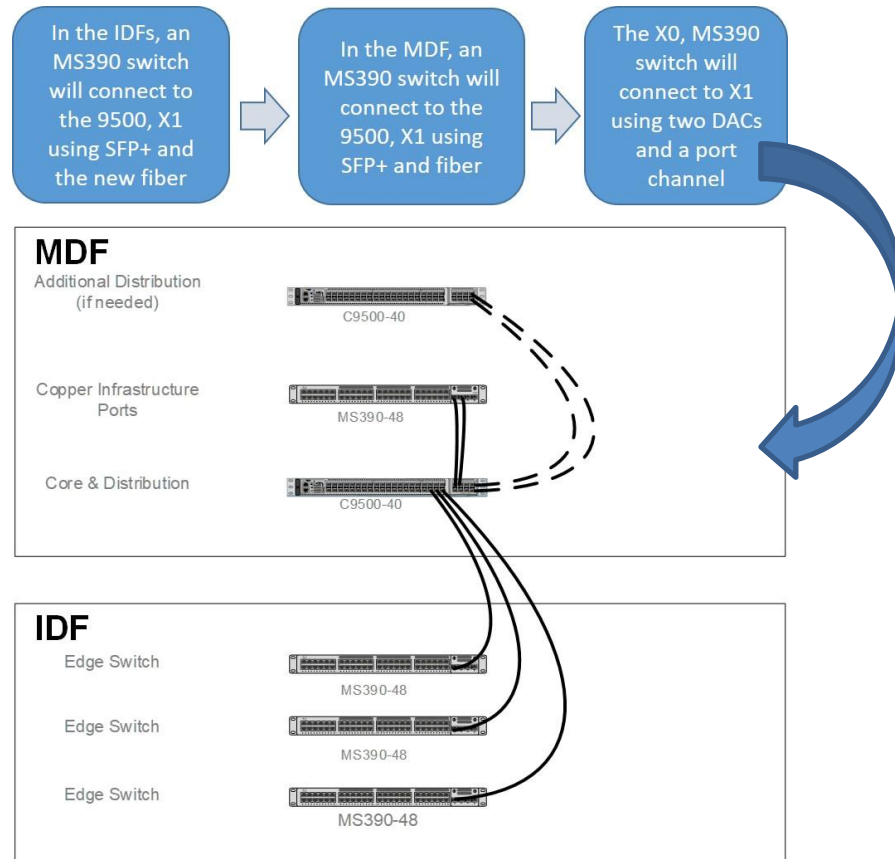 In the IDFs, an
MS390 switch
will connect to
the 9500, X1
using SFP+ and
the new fiber
In the MDF, an
MS390 switch will
connect to the
9500, X1 using
SFP+ and fiber
The X0, MS390
switch will
connect to X1
using two DACs
and a port
channel
MDF
Additional Distribution
(if needed)
C9500-40
Copper Infrastructure
Ports
MS390-48
Core & Distribution
C9500-40
IDF
Edge Switch
MS390-48
Edge Switch
MS390-48
Edge Switch
MS390-48